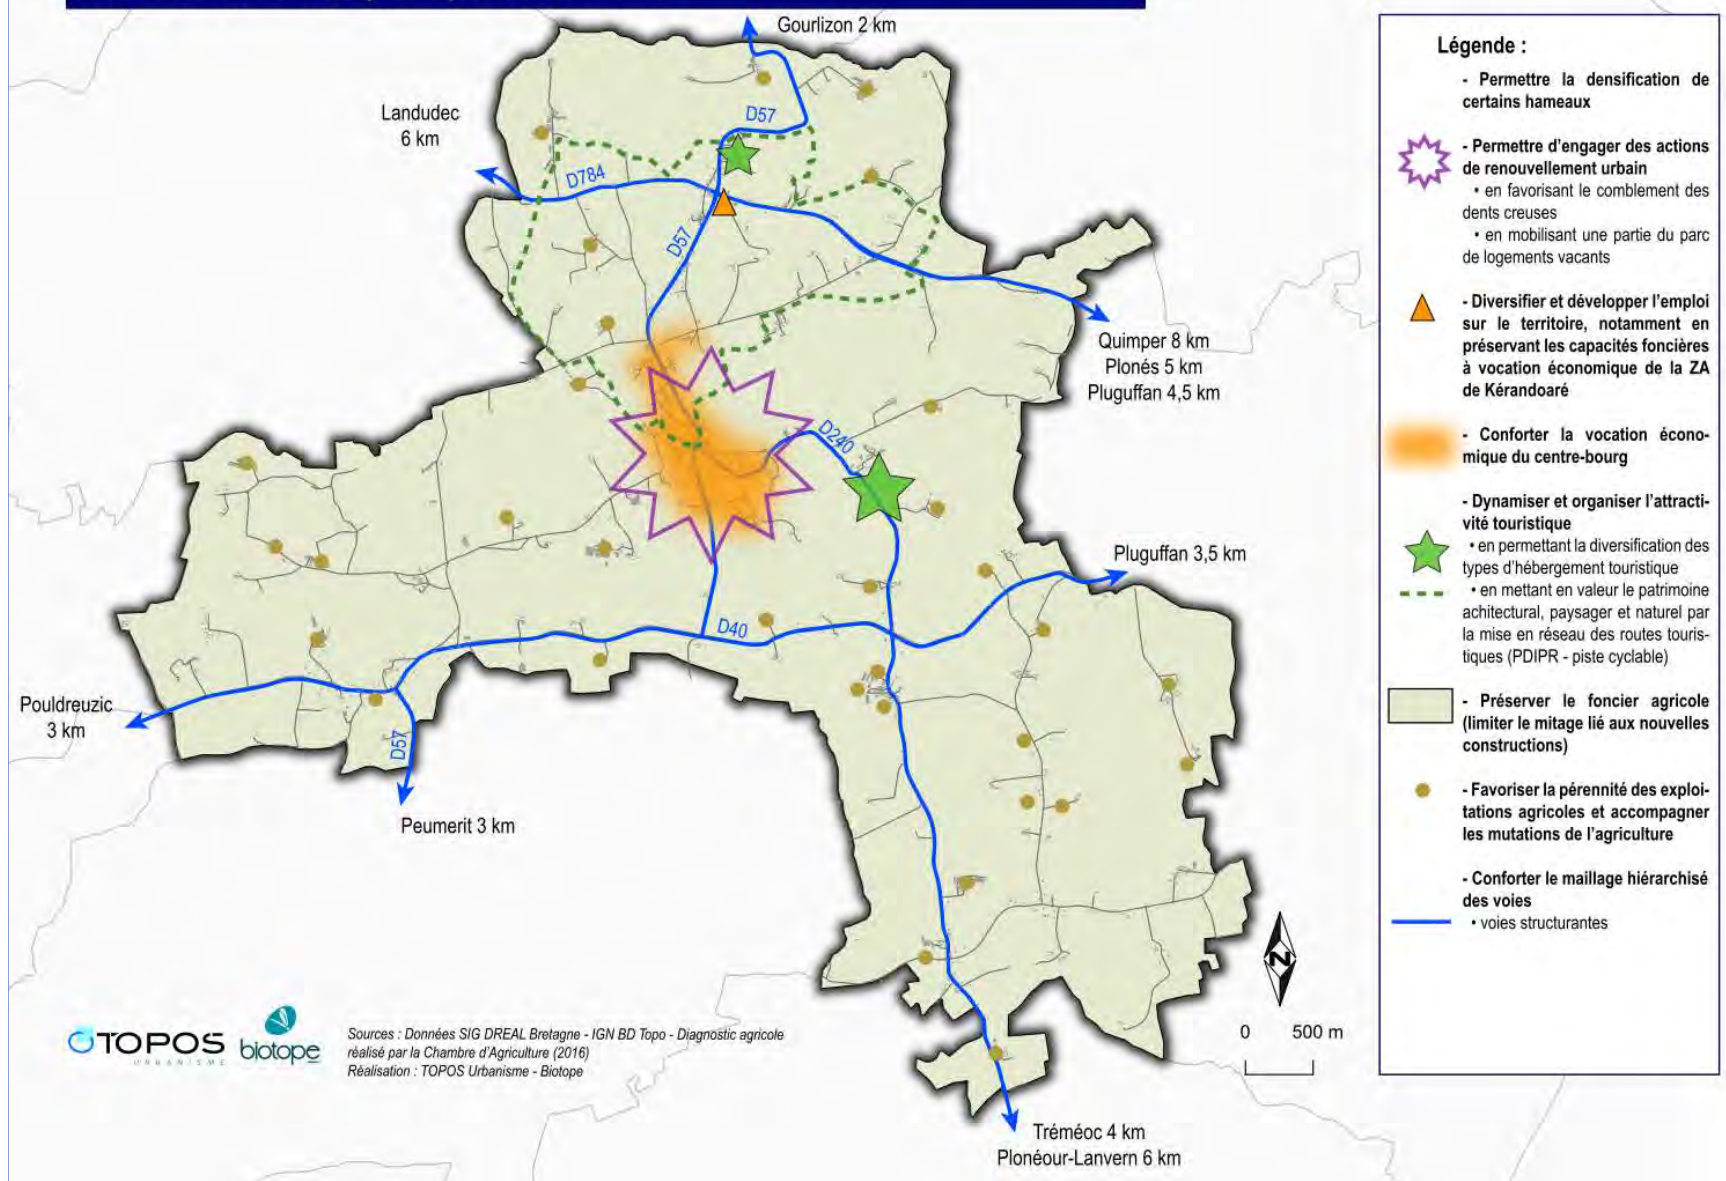 Gourlizon 2 km
Landudec
6 km
D57
D784
D57
Quimper 8 km
Plonés 5 km
Pluguffan 4,5 km
D240
Pluguffan 3,5 km
D40
Pouldreuzic
3 km
D57
Peumerit 3 km
Tréméoc 4 km
Plonéour-Lanvern 6 km
N
0 500 m
TOPOS
URBANISME
biotope
Sources : Données SIG DREAL Bretagne - IGN BD Topo - Diagnostic agricole
réalisé par la Chambre d'Agriculture (2016)
Réalisation : TOPOS Urbanisme - Biotope
Légende :
- Permettre la densification de
certains hameaux
- Permettre d'engager des actions
de renouvellement urbain
• en favorisant le comblement des
dents creuses
• en mobilisant une partie du parc
de logements vacants
- Diversifier et développer l'emploi
sur le territoire, notamment en
préservant les capacités foncières
à vocation économique de la ZA
de Kérandoaré
- Conforter la vocation écono-
mique du centre-bourg
- Dynamiser et organiser l'attracti-
vité touristique
• en permettant la diversification des
types d'hébergement touristique
• en mettant en valeur le patrimoine
achitectural, paysager et naturel par
la mise en réseau des routes touris-
tiques (PDIPR - piste cyclable)
- Préserver le foncier agricole
(limiter le mitage lié aux nouvelles
constructions)
- Favoriser la pérennité des exploi-
tations agricoles et accompagner
les mutations de l'agriculture
- Conforter le maillage hiérarchisé
des voies
• voies structurantes